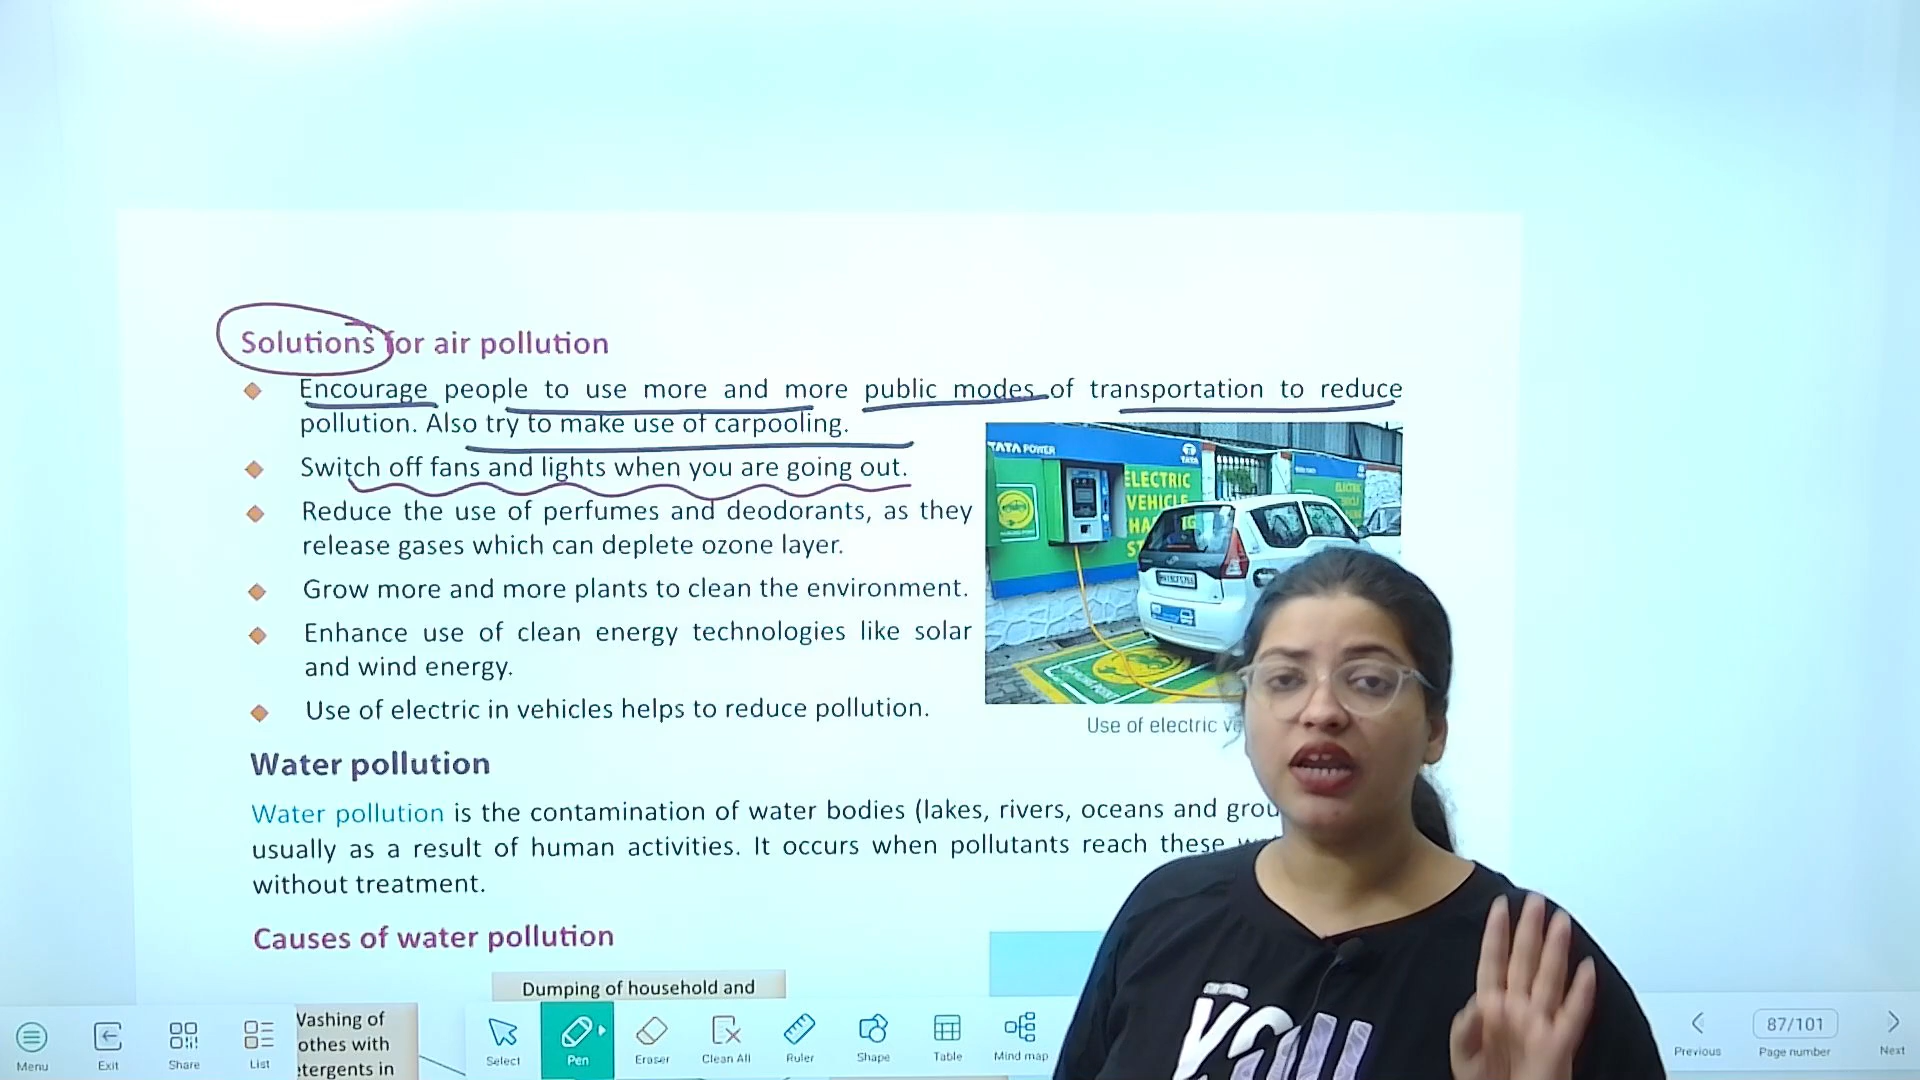 Solutions for air pollution
Encourage people to use more and more public modes of transportation to reduce
pollution. Also try to make use of carpooling.
Switch off fans and lights when you are going out.
Reduce the use of perfumes and deodorants, as they
release gases which can deplete ozone layer.
Grow more and more plants to clean the environment.
Enhance use of clean energy technologies like solar
and wind energy.
Use of electric in vehicles helps to reduce pollution.
TATA POWER
TATA
ELECTRIC
VEHICLE
ELECTRIC
Use of electric
Water pollution
Water pollution is the contamination of water bodies (lakes, rivers, oceans and
usually as a result of human activities. It occurs when pollutants reach these
without treatment.
Causes of water pollution
Dumping of household and
Washing of
with
in
YOU
Menu
Exit
Share
List
Select
Pen
Eraser
Clean All
Ruler
Shape
Table
Mind map
Previous
87/101
Page number
Next